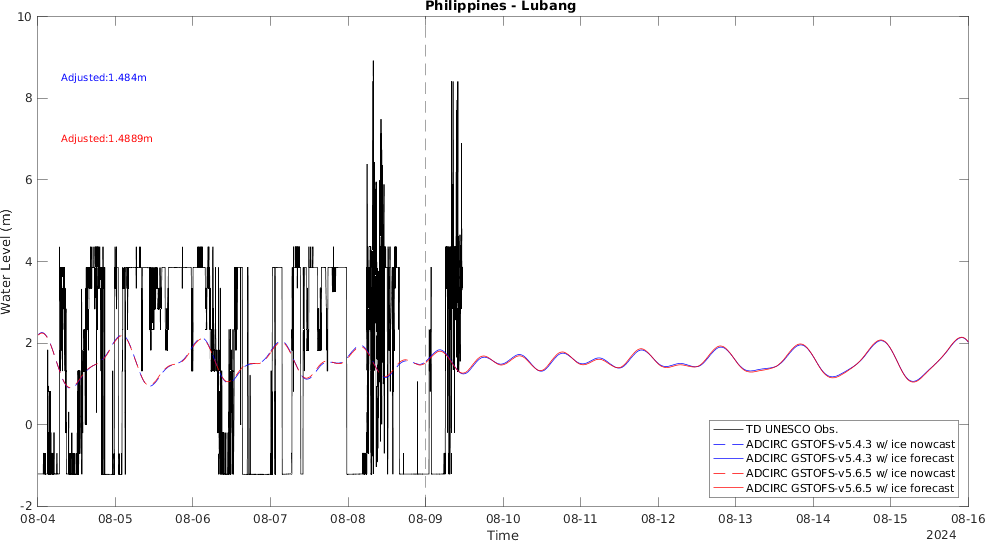 Philippines - Lubang
10
8
6
4
2
0
-2
Water Level (m)
Adjusted:1.484m
Adjusted:1.4889m
TD UNESCO Obs.
ADCIRC GSTOFS-v5.4.3 w/ ice nowcast
ADCIRC GSTOFS-v5.4.3 w/ ice forecast
ADCIRC GSTOFS-v5.6.5 w/ ice nowcast
ADCIRC GSTOFS-v5.6.5 w/ ice forecast
08-04 08-05 08-06 08-07 08-08 08-09 08-10 08-11 08-12 08-13 08-14 08-15 08-16
Time
2024